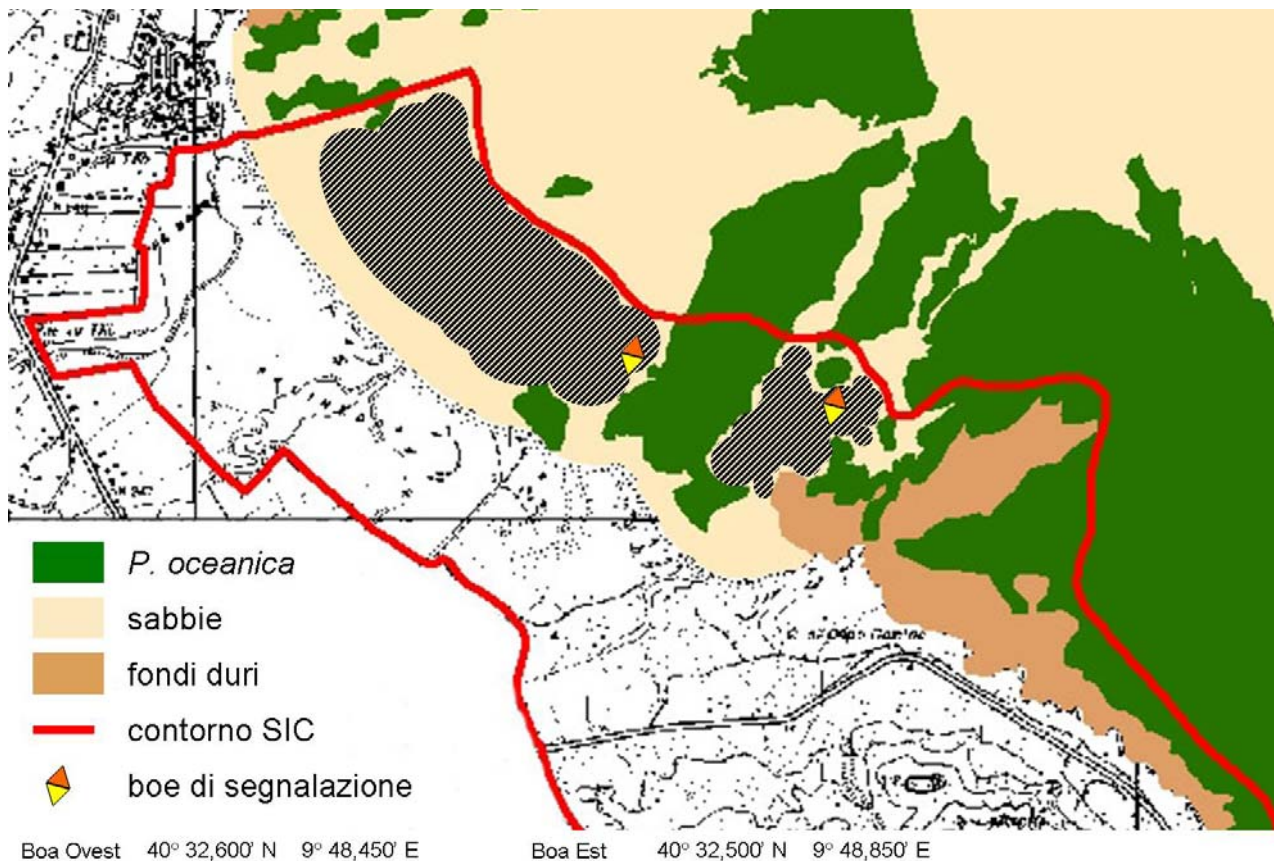 P. oceanica
sabbie
fondi duri
contorno SIC
boe di segnalazione
Boa Ovest 40° 32,600' N 9° 48,450' E Boa Est 40° 32,500' N 9° 48,850' E